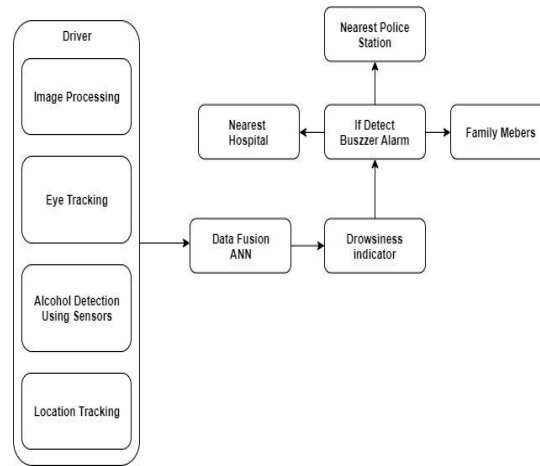 Driver
Image Processing
Eye Tracking
Alcohol Detection
Using Sensors
Location Tracking
Data Fusion
ANN
Drowsiness
indicator
If Detect
Buszzer Alarm
Nearest Police
Station
Nearest
Hospital
Family Mebers